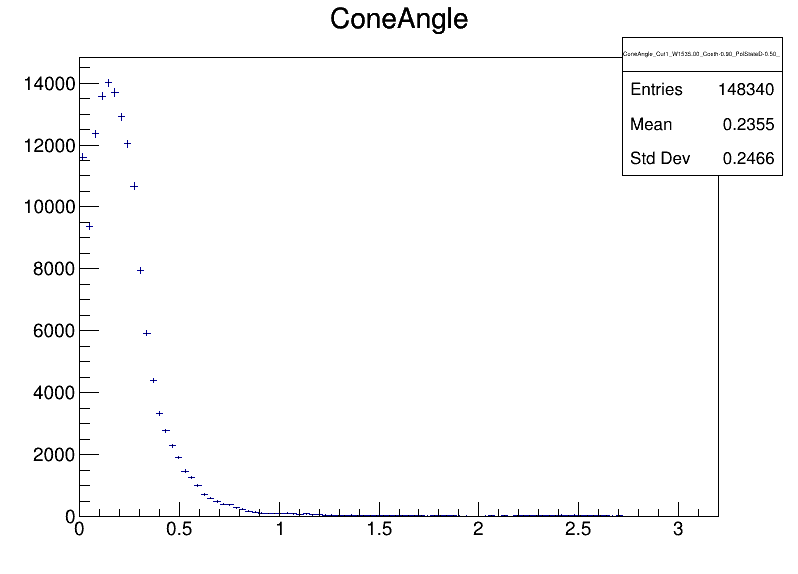 ConeAngle
ConeAngle_Cut1_W1535.00_Costh-0.90_PolStateD-0.50_
Entries 148340
Mean 0.2355
Std Dev 0.2466
14000
12000
10000
8000
6000
4000
2000
0
0 0.5 1 1.5 2 2.5 3